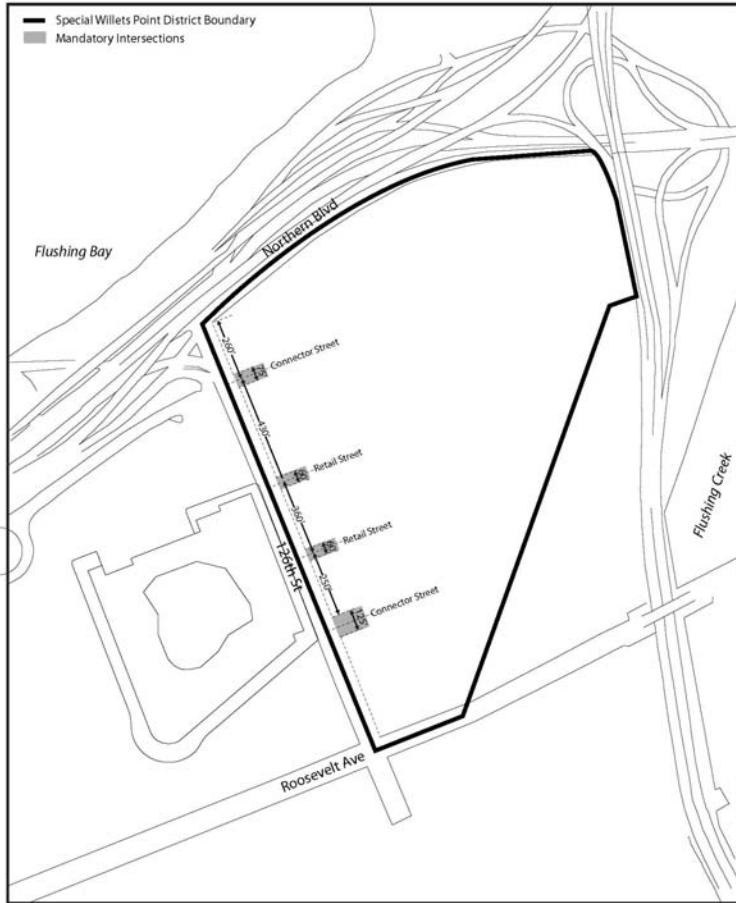 Special Willets Point District Boundary
Mandatory Intersections
Northern Blvd
Flushing Bay
260'
Connector Street
430'
Retail Street
360'
Retail Street
250'
126th St
Connector Street
125'
Flushing Creek
Roosevelt Ave